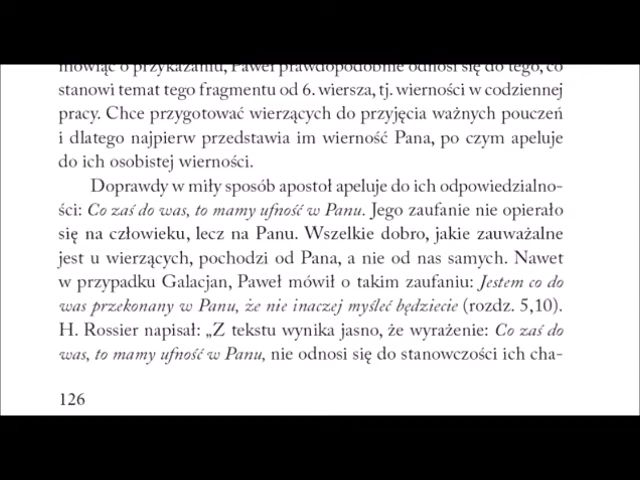 mówiąc o przykazaniu, Paweł prawdopodobnie odnosi się do tego, co
stanowi temat tego fragmentu od 6. wiersza, tj. wierności w codziennej
pracy. Chce przygotować wierzących do przyjęcia ważnych pouczeń
i dlatego najpierw przedstawia im wierność Pana, po czym apeluje
do ich osobistej wierności.
Doprawdy w miły sposób apostoł apeluje do ich odpowiedzialno-
ści: Co zaś do was, to mamy ufność w Panu. Jego zaufanie nie opierało
się na człowieku, lecz na Panu. Wszelkie dobro, jakie zauważalne
jest u wierzących, pochodzi od Pana, a nie od nas samych. Nawet
w przypadku Galacjan, Paweł mówił o takim zaufaniu: Jestem co do
was przekonany w Panu, że nie inaczej myśleć będziecie (rozdz. 5,10).
H. Rossier napisał: „Z tekstu wynika jasno, że wyrażenie: Co zaś do
was, to mamy ufność w Panu, nie odnosi się do stanowczości ich cha-
126